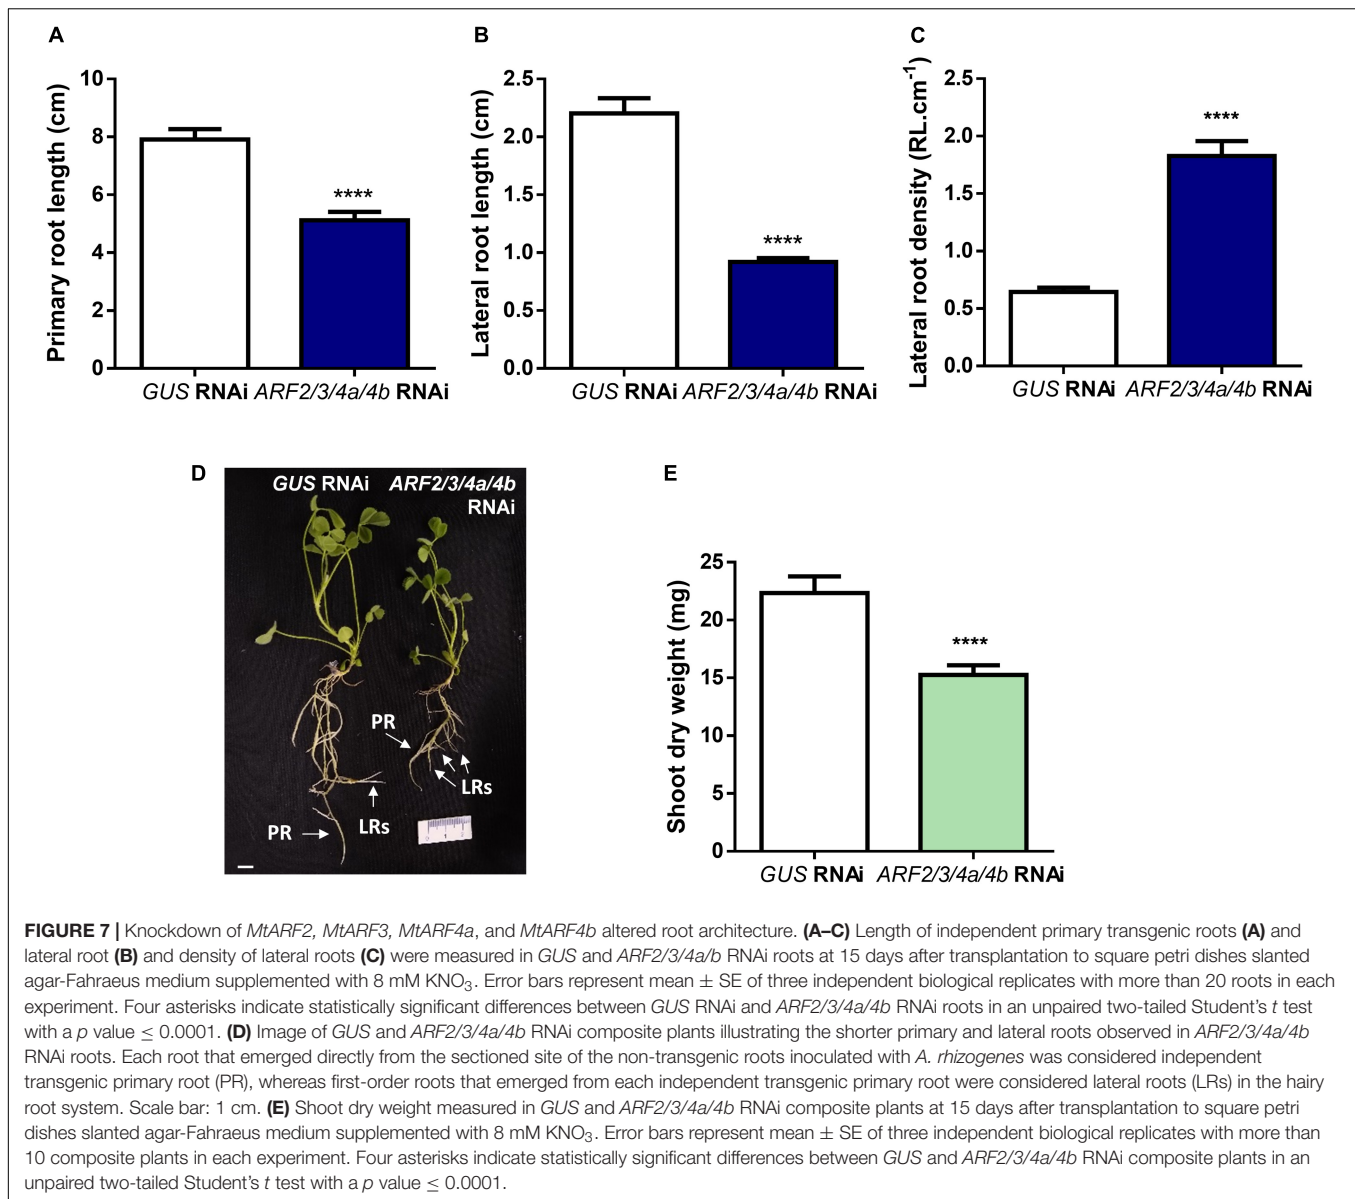 A
Primary root length (cm)
10
8
6
4
2
0
****
GUS RNAi ARF2/3/4a/4b RNAi
B
Lateral root length (cm)
2.5
2.0
1.5
1.0
0.5
0.0
****
GUS RNAi ARF2/3/4a/4b RNAi
C
Lateral root density (RL.cm⁻¹)
2.5
2.0
1.5
1.0
0.5
0.0
****
GUS RNAi ARF2/3/4a/4b RNAi
D
GUS RNAi ARF2/3/4a/4b
RNAi
PR
LRs
PR
LRs
E
Shoot dry weight (mg)
25
20
15
10
5
0
****
GUS RNAi ARF2/3/4a/4b RNAi
FIGURE 7 | Knockdown of MtARF2, MtARF3, MtARF4a, and MtARF4b altered root architecture. (A–C) Length of independent primary transgenic roots (A) and
lateral root (B) and density of lateral roots (C) were measured in GUS and ARF2/3/4a/b RNAi roots at 15 days after transplantation to square petri dishes slanted
agar-Fahraeus medium supplemented with 8 mM KNO₃. Error bars represent mean ± SE of three independent biological replicates with more than 20 roots in each
experiment. Four asterisks indicate statistically significant differences between GUS RNAi and ARF2/3/4a/4b RNAi roots in an unpaired two-tailed Student's t test
with a p value ≤ 0.0001. (D) Image of GUS and ARF2/3/4a/4b RNAi composite plants illustrating the shorter primary and lateral roots observed in ARF2/3/4a/4b
RNAi roots. Each root that emerged directly from the sectioned site of the non-transgenic roots inoculated with A. rhizogenes was considered independent
transgenic primary root (PR), whereas first-order roots that emerged from each independent transgenic primary root were considered lateral roots (LRs) in the hairy
root system. Scale bar: 1 cm. (E) Shoot dry weight measured in GUS and ARF2/3/4a/4b RNAi composite plants at 15 days after transplantation to square petri
dishes slanted agar-Fahraeus medium supplemented with 8 mM KNO₃. Error bars represent mean ± SE of three independent biological replicates with more than
10 composite plants in each experiment. Four asterisks indicate statistically significant differences between GUS and ARF2/3/4a/4b RNAi composite plants in an
unpaired two-tailed Student's t test with a p value ≤ 0.0001.